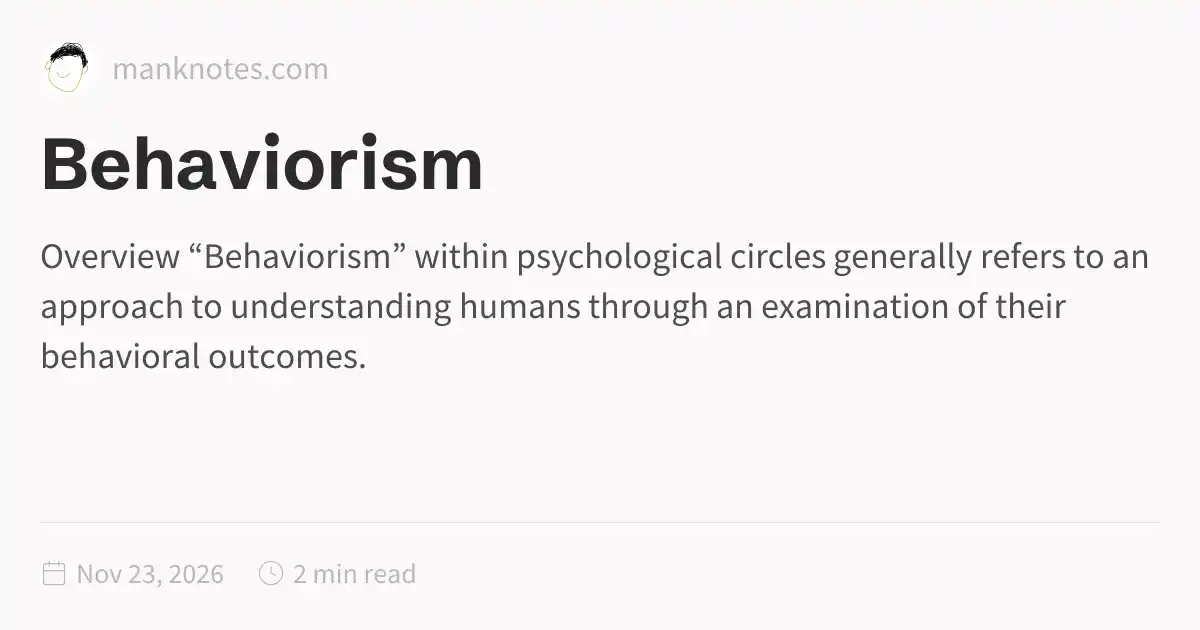 manknotes.com
Behaviorism
Overview “Behaviorism” within psychological circles generally refers to an
approach to understanding humans through an examination of their
behavioral outcomes.
Nov 23, 2026 2 min read